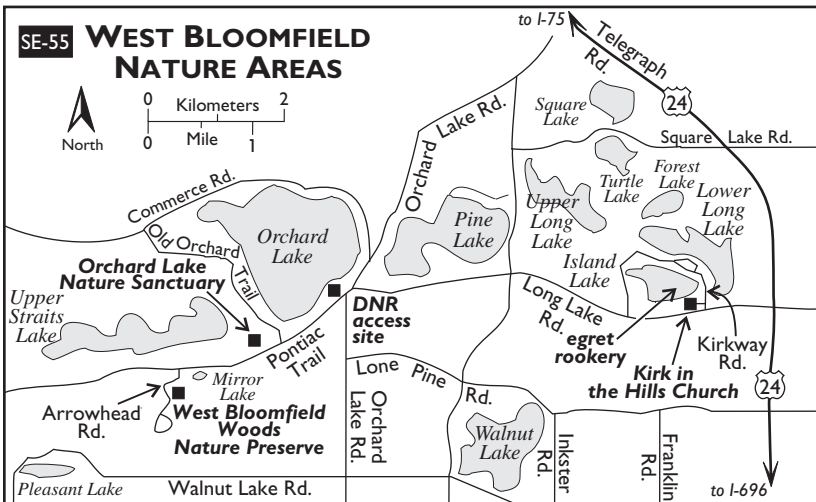 SE-55 WEST BLOOMFIELD
NATURE AREAS
North
0 Kilometers 2
0 Mile 1
to I-75
Telegraph
Rd.
24
Square
Lake
Square Lake Rd.
Orchard Lake Rd.
Commerce Rd.
Old Orchard
Trail
Orchard
Lake
Pine
Lake
Upper
Long
Lake
Turtle
Lake
Forest
Lake
Lower
Long
Lake
Island
Lake
Orchard Lake
Nature Sanctuary
Upper
Straits
Lake
DNR
access
site
Long Lake
Rd.
egret
rookery
Kirkway
Rd.
Kirk in
the Hills Church
Pontiac
Trail
Mirror
Lake
Lone Pine Rd.
24
Arrowhead
Rd.
West Bloomfield
Woods
Nature Preserve
Orchard
Lake Rd.
Walnut
Lake
Inkster
Rd.
Franklin
Rd.
Pleasant Lake
Walnut Lake Rd.
to I-696